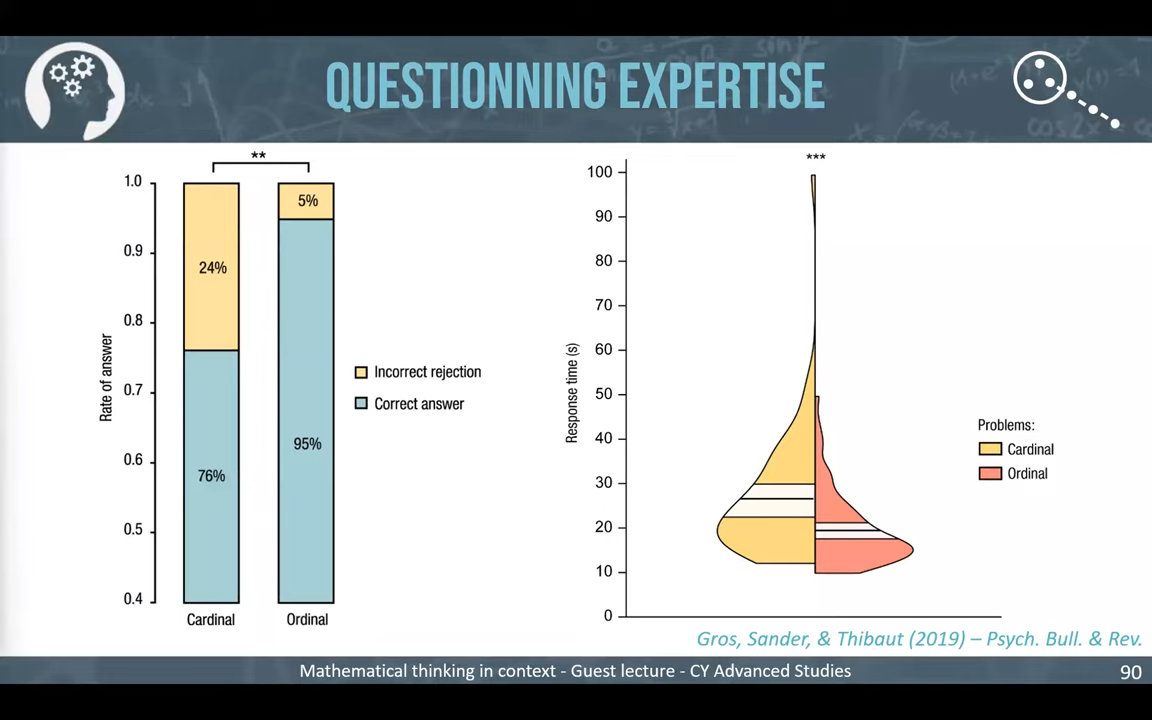 QUESTIONNING EXPERTISE
**
1.0
0.9
0.8
0.7
0.6
0.5
0.4
Rate of answer
24%
76%
5%
95%
Cardinal
Ordinal
Incorrect rejection
Correct answer
***
100
90
80
70
60
50
40
30
20
10
0
Response time (s)
Problems:
Cardinal
Ordinal
Gros, Sander, & Thibaut (2019) – Psych. Bull. & Rev.
Mathematical thinking in context - Guest lecture - CY Advanced Studies
90